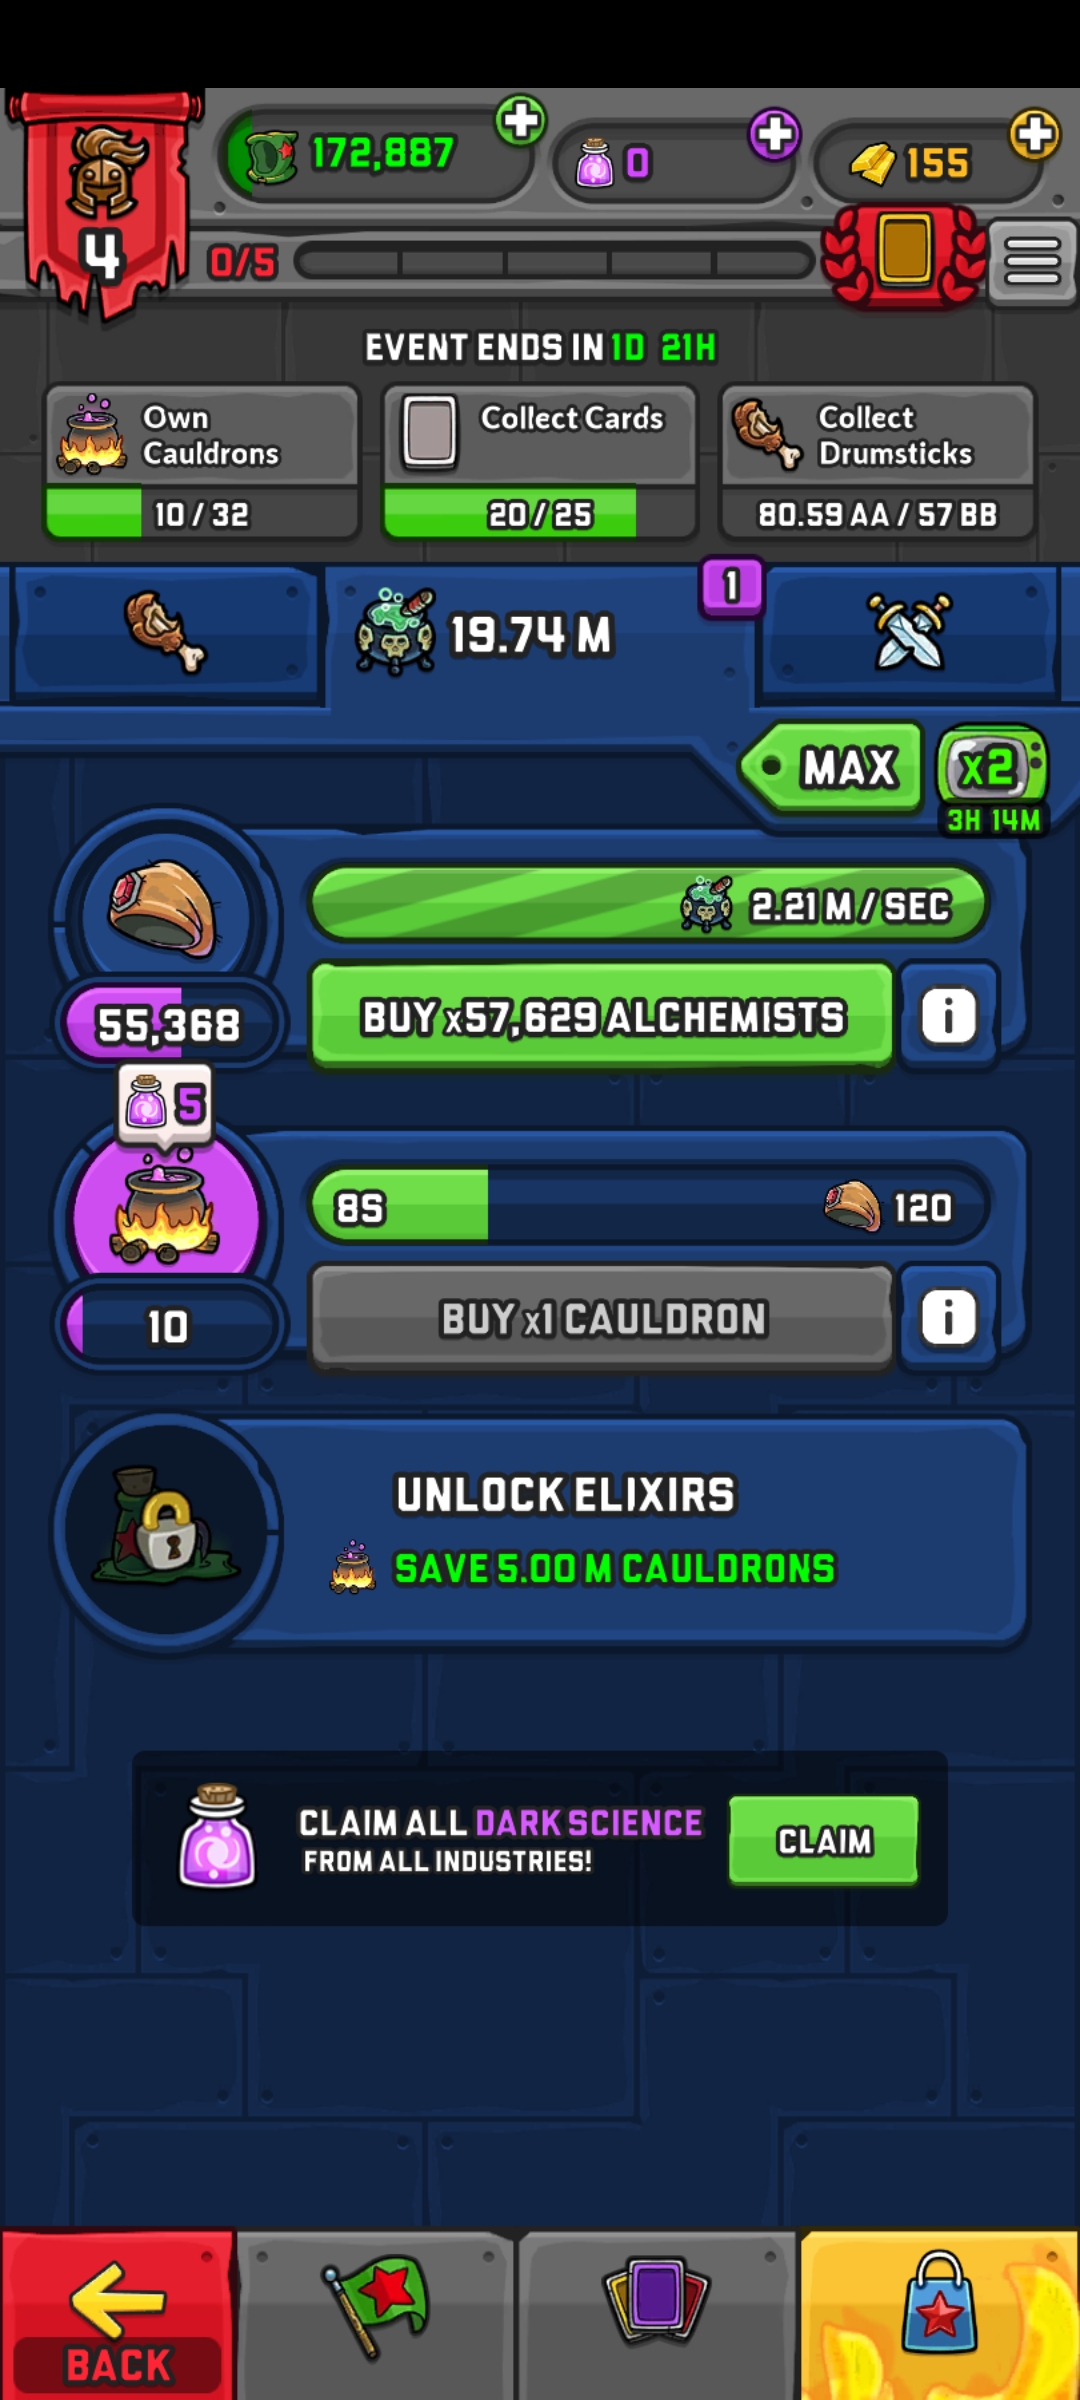 172,887
0
155
4
0/5
EVENT ENDS IN 1D 21H
Own
Cauldrons
10 / 32
Collect Cards
20 / 25
Collect
Drumsticks
80.59 AA / 57 BB
19.74 M
1
MAX
x2
3H 14M
2.21 M / SEC
55,368
BUY x57,629 ALCHEMISTS
i
5
8S
120
10
BUY x1 CAULDRON
i
UNLOCK ELIXIRS
SAVE 5.00 M CAULDRONS
CLAIM ALL DARK SCIENCE
FROM ALL INDUSTRIES!
CLAIM
BACK